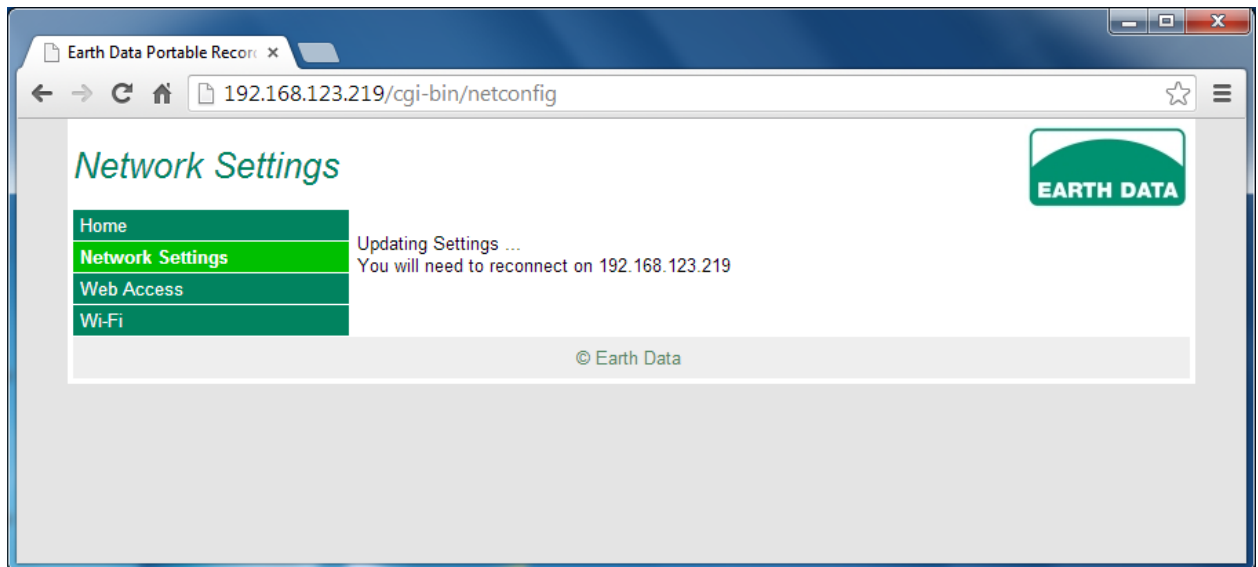 Earth Data Portable Recor
192.168.123.219/cgi-bin/netconfig
Network Settings
EARTH DATA
Home
Network Settings
Web Access
Wi-Fi
Updating Settings ...
You will need to reconnect on 192.168.123.219
© Earth Data